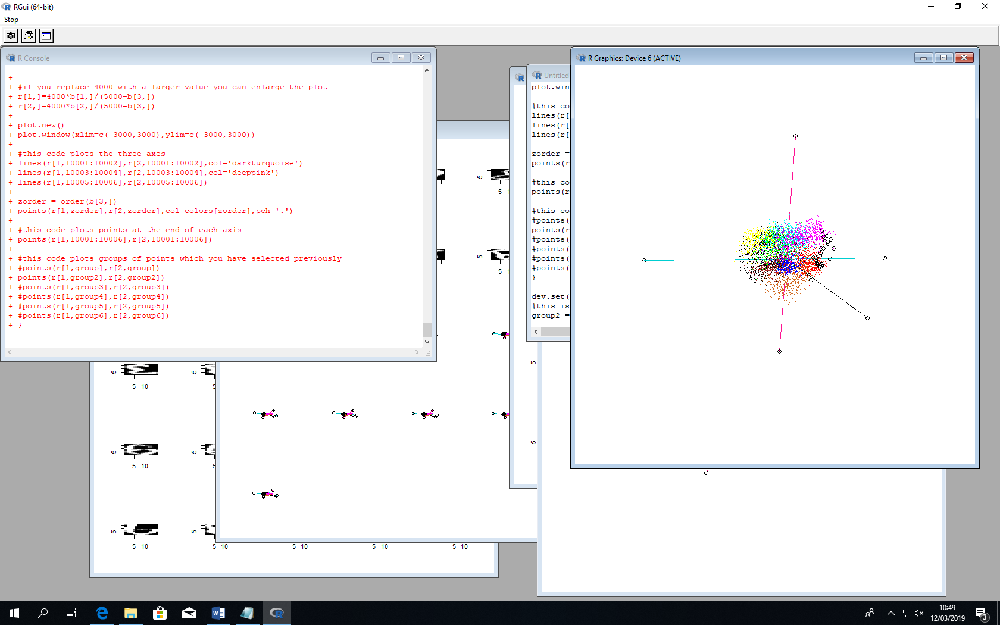 RGui (64-bit)
Stop
R Console
+
+ #if you replace 4000 with a larger value you can enlarge the plot
+ r[1,]=4000*b[1,]/(5000-b[3,])
+ r[2,]=4000*b[2,]/(5000-b[3,])
+
+ plot.new()
+ plot.window(xlim=c(-3000,3000),ylim=c(-3000,3000))
+
+ #this code plots the three axes
+ lines(r[1,10001:10002],r[2,10001:10002],col='darkturquoise')
+ lines(r[1,10003:10004],r[2,10003:10004],col='deeppink')
+ lines(r[1,10005:10006],r[2,10005:10006])
+
+ zorder = order(b[3,])
+ points(r[1,zorder],r[2,zorder],col=colors[zorder],pch='.')
+
+ #this code plots points at the end of each axis
+ points(r[1,10001:10006],r[2,10001:10006])
+
+ #this code plots groups of points which you have selected previously
+ #points(r[1,group],r[2,group])
+ points(r[1,group2],r[2,group2])
+ #points(r[1,group3],r[2,group3])
+ #points(r[1,group4],r[2,group4])
+ #points(r[1,group5],r[2,group5])
+ #points(r[1,group6],r[2,group6])
+ }
Untitled
plot.win
#this co
lines(r[
lines(r[
lines(r[
zorder =
points(r
#this co
points(r
#this co
#points(
points(r
#points(
#points(
#points(
#points(
}
dev.set(
#this is
group2 =
R Graphics: Device 6 (ACTIVE)
5
5 1
5
5 1
5
5
5 5
5 10 5
5 5
5 10
5 5
5 10 5 10 5 10 5 10 5 10
10:49
12/03/2019
3